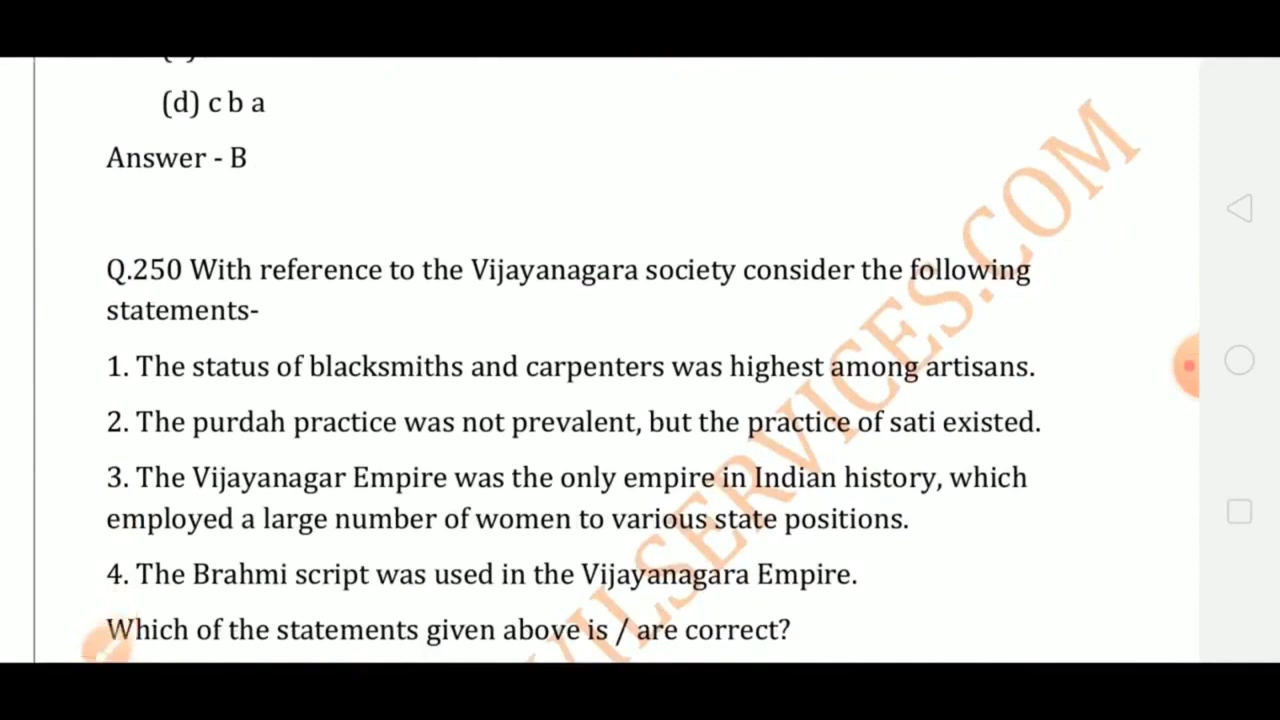 (d) c b a
Answer - B
Q.250 With reference to the Vijayanagara society consider the following
statements-
1. The status of blacksmiths and carpenters was highest among artisans.
2. The purdah practice was not prevalent, but the practice of sati existed.
3. The Vijayanagar Empire was the only empire in Indian history, which
employed a large number of women to various state positions.
4. The Brahmi script was used in the Vijayanagara Empire.
Which of the statements given above is / are correct?
VILSERVICES.COM